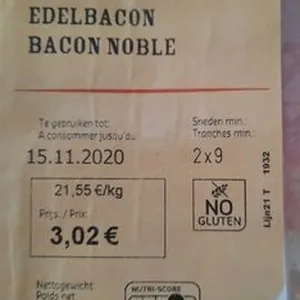 EDELBACON
BACON NOBLE
Te gebruiken tot:
A consommer jusqu'au:
Sneden min.:
Tranches min.:
15.11.2020
2x9
21,55 €/kg
Prijs / Prix:
3,02 €
NO
GLUTEN
Lijn21 T 1932
Nettogewicht
Poids net
NUTRI-SCORE